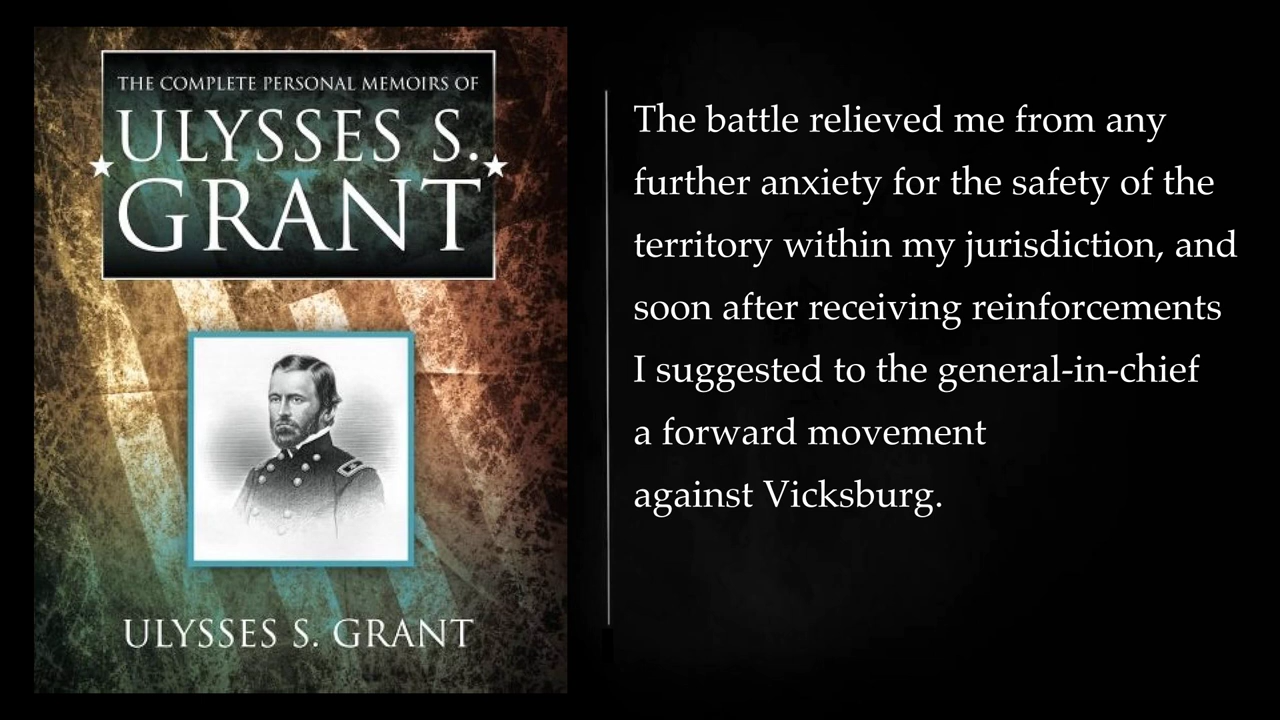 THE COMPLETE PERSONAL MEMOIRS OF
ULYSSES S.
GRANT
ULYSSES S. GRANT
The battle relieved me from any
further anxiety for the safety of the
territory within my jurisdiction, and
soon after receiving reinforcements
I suggested to the general-in-chief
a forward movement
against Vicksburg.